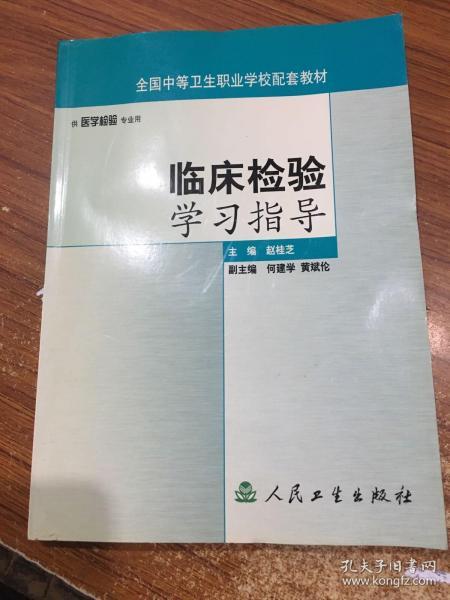 全国中等卫生职业学校配套教材
供 医学检验 专业用
临床检验
学习指导
主 编 赵桂芝
副主编 何建学 黄斌伦
人民卫生出版社
孔夫子旧书网
www.kongfz.com